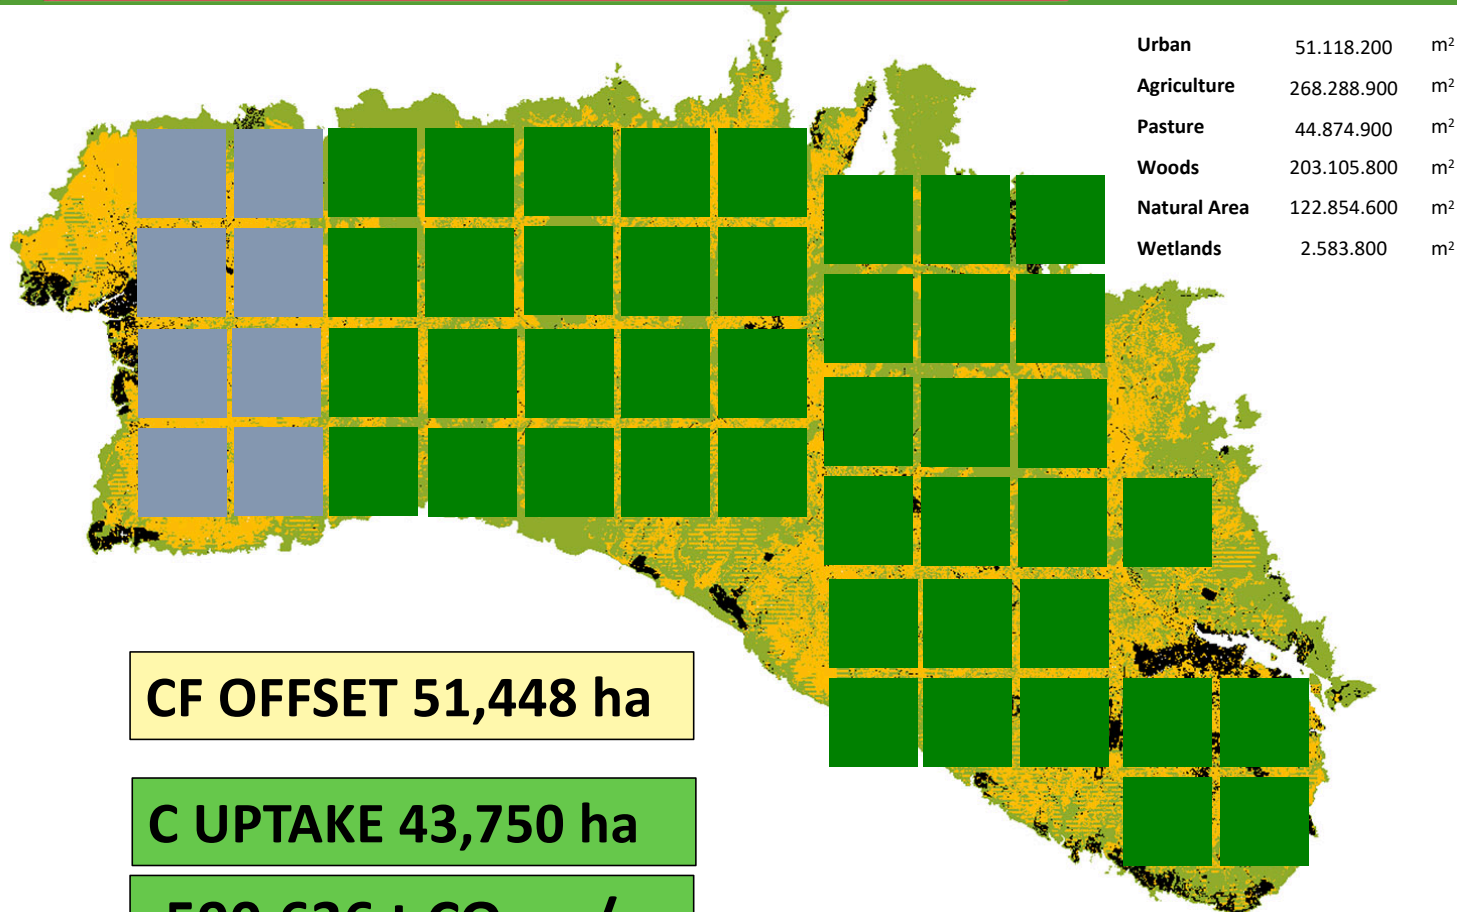 Urban 51.118.200 m²
Agriculture 268.288.900 m²
Pasture 44.874.900 m²
Woods 203.105.800 m²
Natural Area 122.854.600 m²
Wetlands 2.583.800 m²
CF OFFSET 51,448 ha
C UPTAKE 43,750 ha